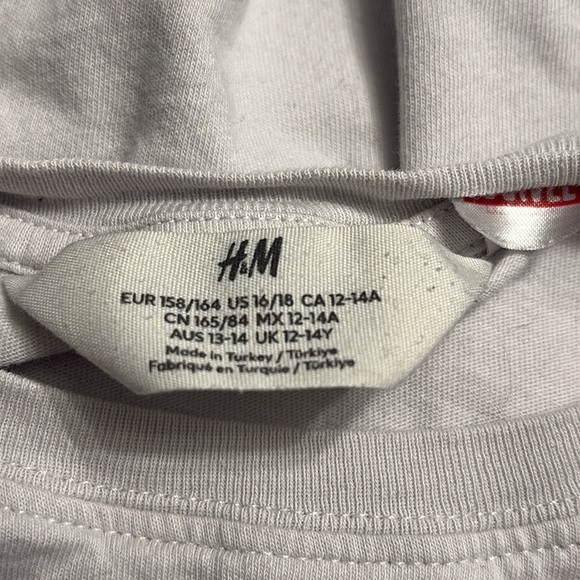 H&M
EUR 158/164 US 16/18 CA 12-14A
CN 165/84 MX 12-14A
AUS 13-14 UK 12-14Y
Made in Turkey / Türkiye
Fabriqué en Turquie / Türkiye